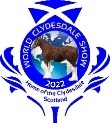 WORLD CLYDESDALE SHOW
2022
Home of the Clydesdale
Scotland